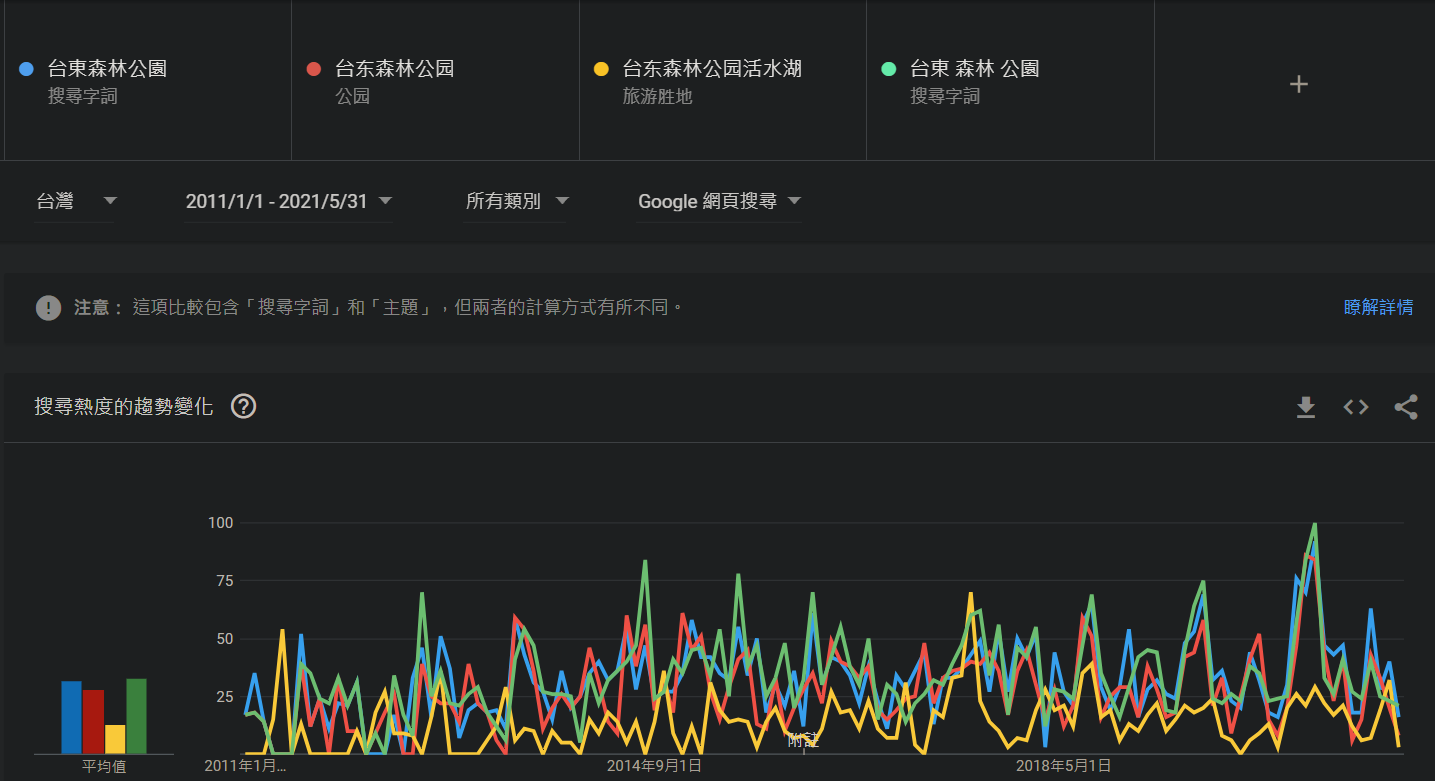 台東森林公園
搜尋字詞
台东森林公园
公园
台东森林公园活水湖
旅游胜地
台東 森林 公園
搜尋字詞
+
台灣
2011/1/1 - 2021/5/31
所有類別
Google 網頁搜尋
注意： 這項比較包含「搜尋字詞」和「主題」，但兩者的計算方式有所不同。
瞭解詳情
搜尋熱度的趨勢變化
100
75
50
25
附註
平均值
2011年1月...
2014年9月1日
2018年5月1日